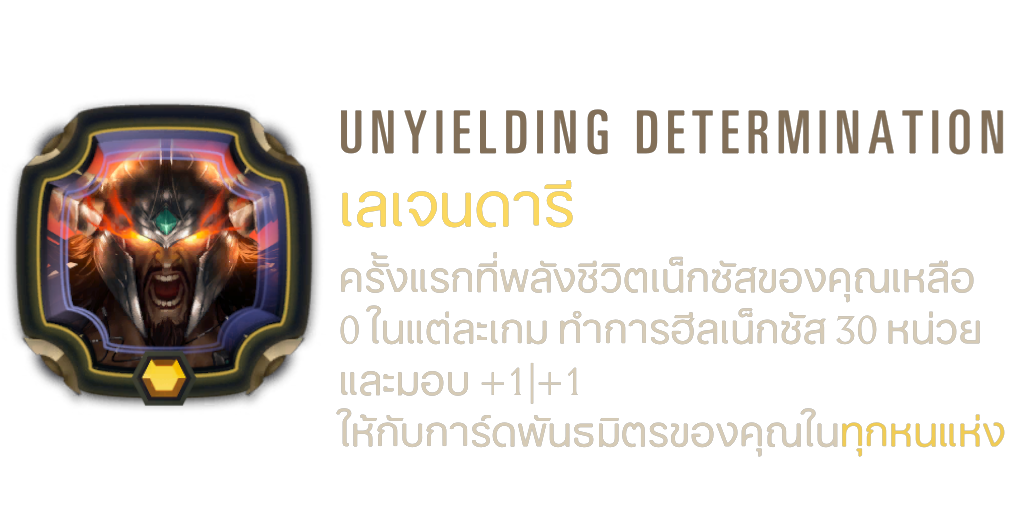 UNYIELDING DETERMINATION
เลเจนดารี
ครั้งแรกที่พลังชีวิตเน็กซัสของคุณเหลือ
0 ในแต่ละเกม ทำการฮีลเน็กซัส 30 หน่วย
และมอบ +1|+1
ให้กับการ์ดพันธมิตรของคุณในทุกหนแห่ง